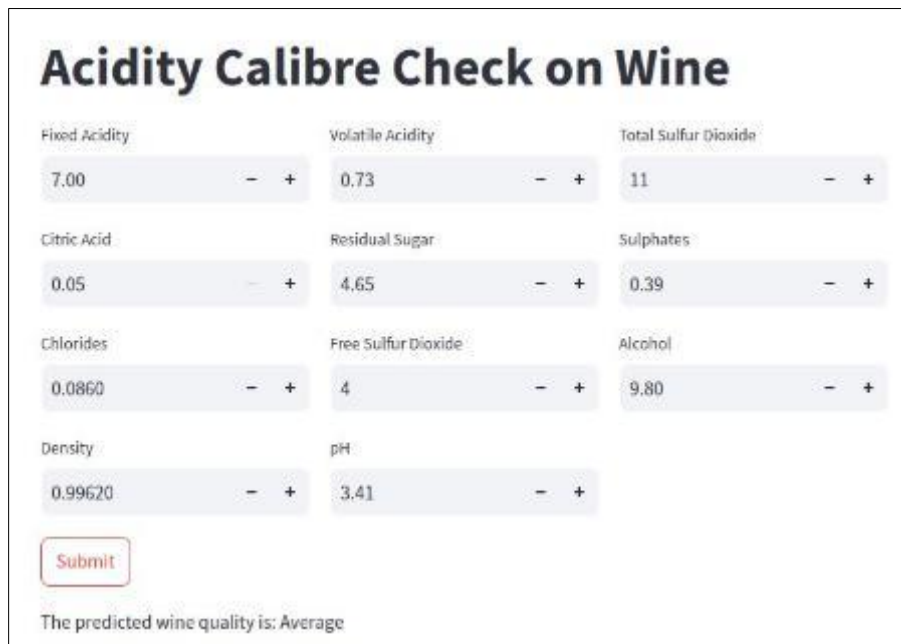 Acidity Calibre Check on Wine
Fixed Acidity Volatile Acidity Total Sulfur Dioxide
7.00 − + 0.73 − + 11 − +
Citric Acid Residual Sugar Sulphates
0.05 − + 4.65 − + 0.39 − +
Chlorides Free Sulfur Dioxide Alcohol
0.0860 − + 4 − + 9.80 − +
Density pH
0.99620 − + 3.41 − +
Submit
The predicted wine quality is: Average